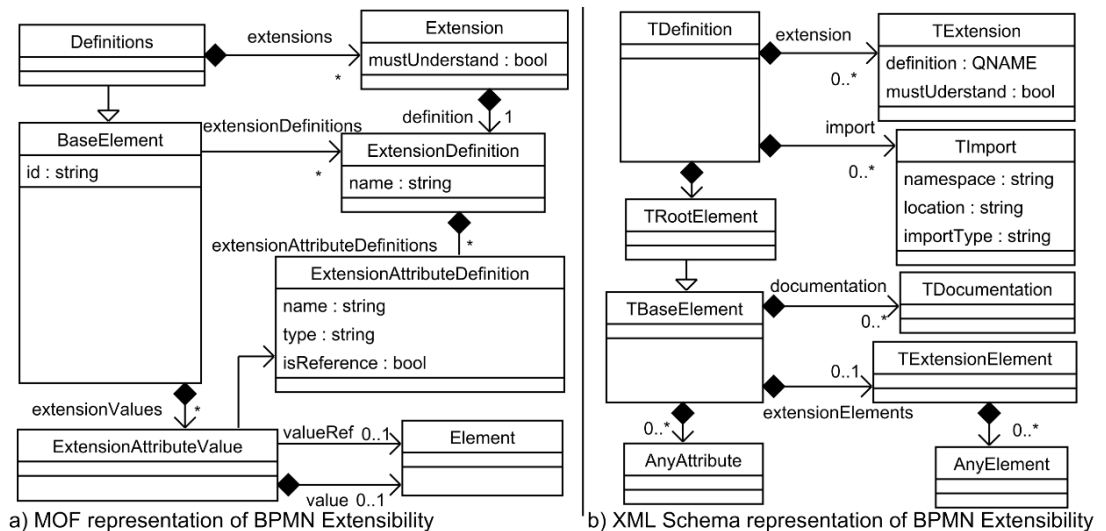 Definitions
extensions
*
Extension
mustUnderstand : bool
definition
1
BaseElement
id : string
extensionDefinitions
*
ExtensionDefinition
name : string
extensionAttributeDefinitions
*
ExtensionAttributeDefinition
name : string
type : string
isReference : bool
extensionValues
*
ExtensionAttributeValue
valueRef 0..1
value 0..1
Element
a) MOF representation of BPMN Extensibility
TDefinition
extension
0..*
TExtension
definition : QNAME
mustUderstand : bool
import
0..*
TImport
namespace : string
location : string
importType : string
TRootElement
TBaseElement
documentation
0..*
TDocumentation
0..1
extensionElements
TExtensionElement
0..*
AnyAttribute
0..*
AnyElement
b) XML Schema representation of BPMN Extensibility